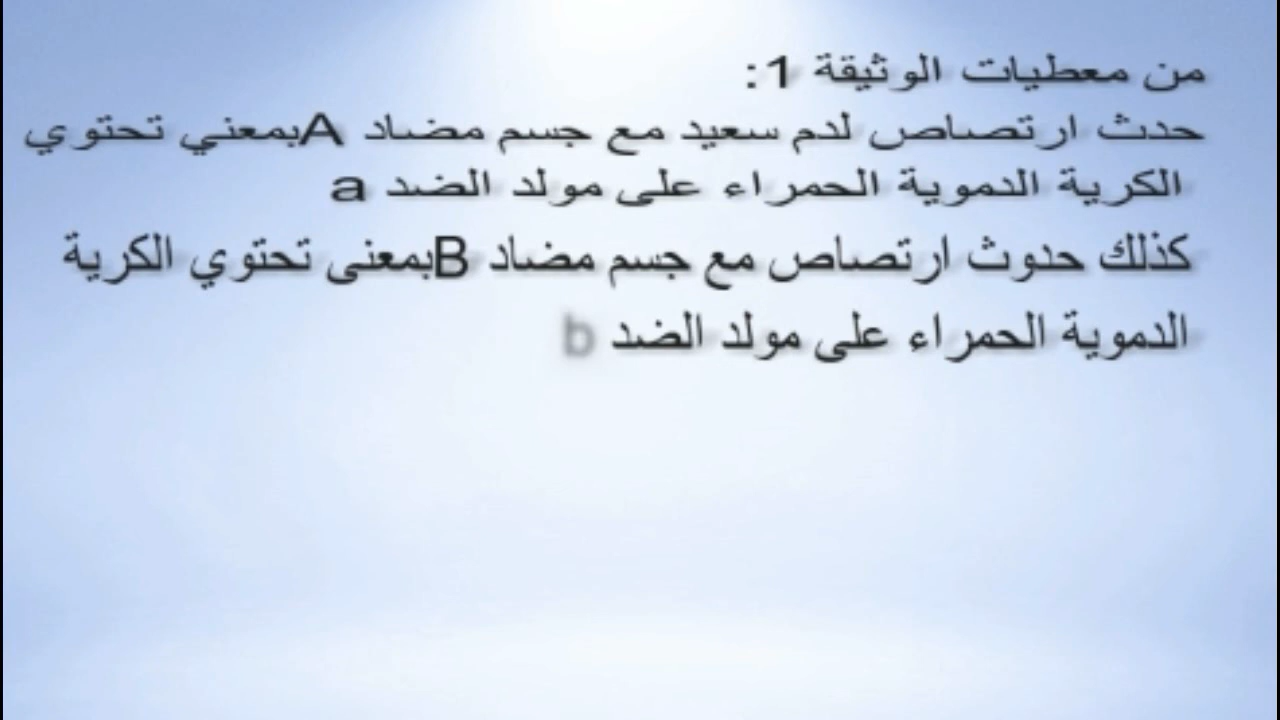 من معطيات الوثيقة 1:
حدث ارتصاص لدم سعيد مع جسم مضاد Aبمعني تحتوي
الكرية الدموية الحمراء على مولد الضد a
كذلك حدوث ارتصاص مع جسم مضاد Bبمعنى تحتوي الكرية
الدموية الحمراء على مولد الضد b